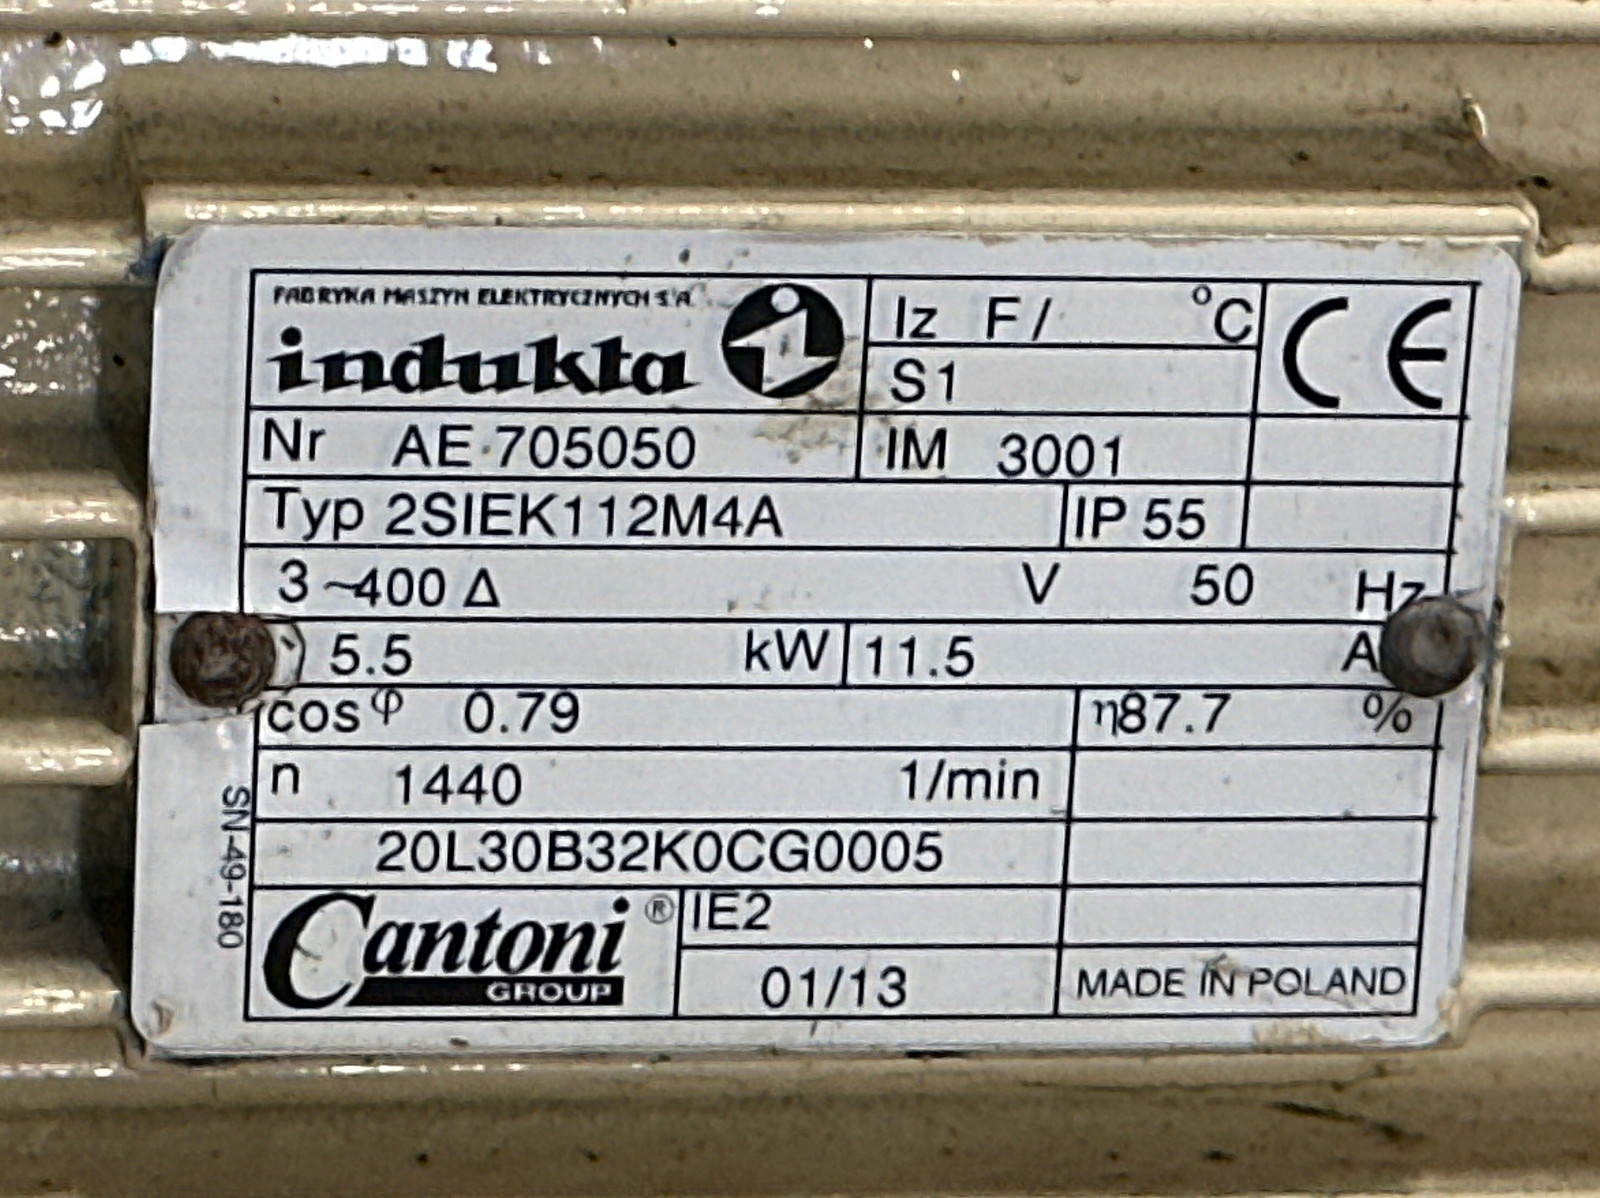 FABRYKA MASZYN ELEKTRYCZNYCH S.A.
indukta
Iz F/ °C
CE
S1
Nr AE 705050
IM 3001
Typ 2SIEK112M4A
IP 55
3 ~400 Δ V 50 Hz
5.5 kW 11.5 A
cos φ 0.79
η87.7 %
n 1440 1/min
20L30B32K0CG0005
SN-49-180
Cantoni ®
GROUP
IE2
01/13
MADE IN POLAND